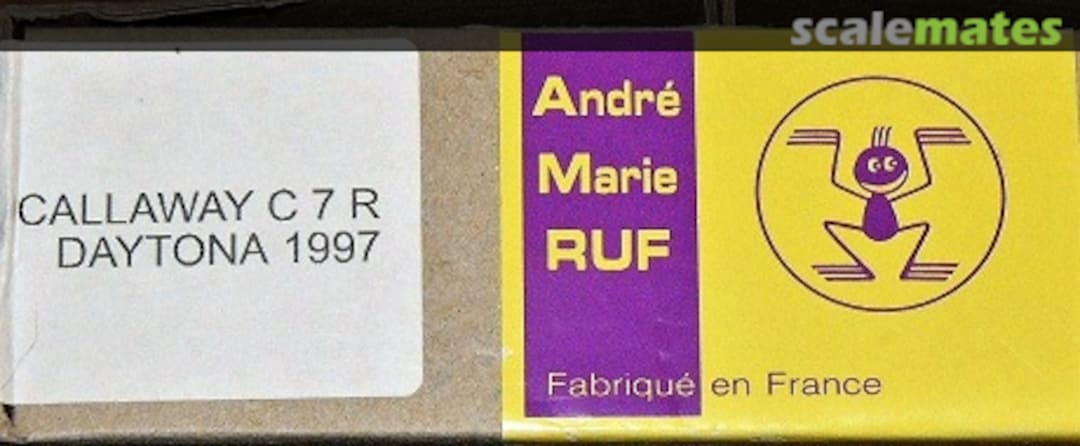 scalemates
CALLAWAY C 7 R
DAYTONA 1997
André
Marie
RUF
Fabriqué en France